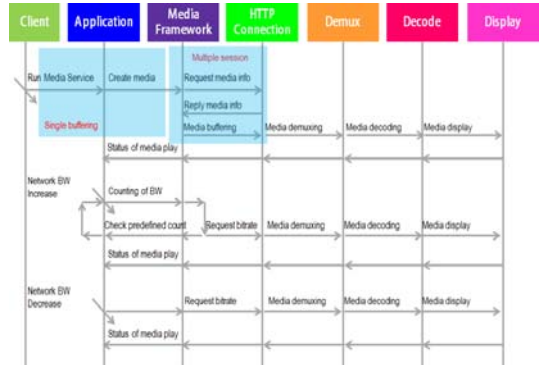 Client
Application
Media
Framework
HTTP
Connection
Demux
Decode
Display
Multiple session
Run Media Service
Create media
Request media info
Reply media info
Single buffering
Media buffering
Media demuxing
Media decoding
Media display
Status of media play
Network BW
Increase
Counting of BW
Check predefined count
Request bitrate
Media demuxing
Media decoding
Media display
Status of media play
Network BW
Decrease
Request bitrate
Media demuxing
Media decoding
Media display
Status of media play